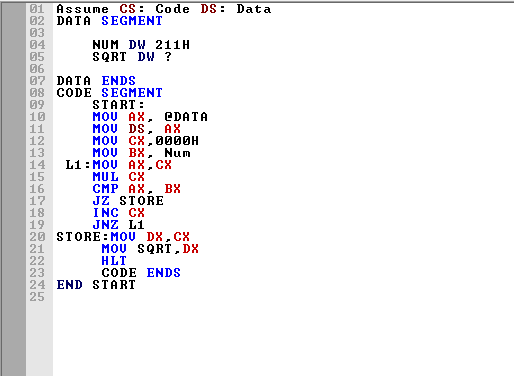 01 Assume CS: Code DS: Data
02 DATA SEGMENT
03
04 NUM DW 211H
05 SQRT DW ?
06
07 DATA ENDS
08 CODE SEGMENT
09 START:
10 MOV AX, @DATA
11 MOV DS, AX
12 MOV CX,0000H
13 MOV BX, Num
14 L1:MOV AX,CX
15 MUL CX
16 CMP AX, BX
17 JZ STORE
18 INC CX
19 JNZ L1
20 STORE:MOV DX,CX
21 MOV SQRT,DX
22 HLT
23 CODE ENDS
24 END START
25